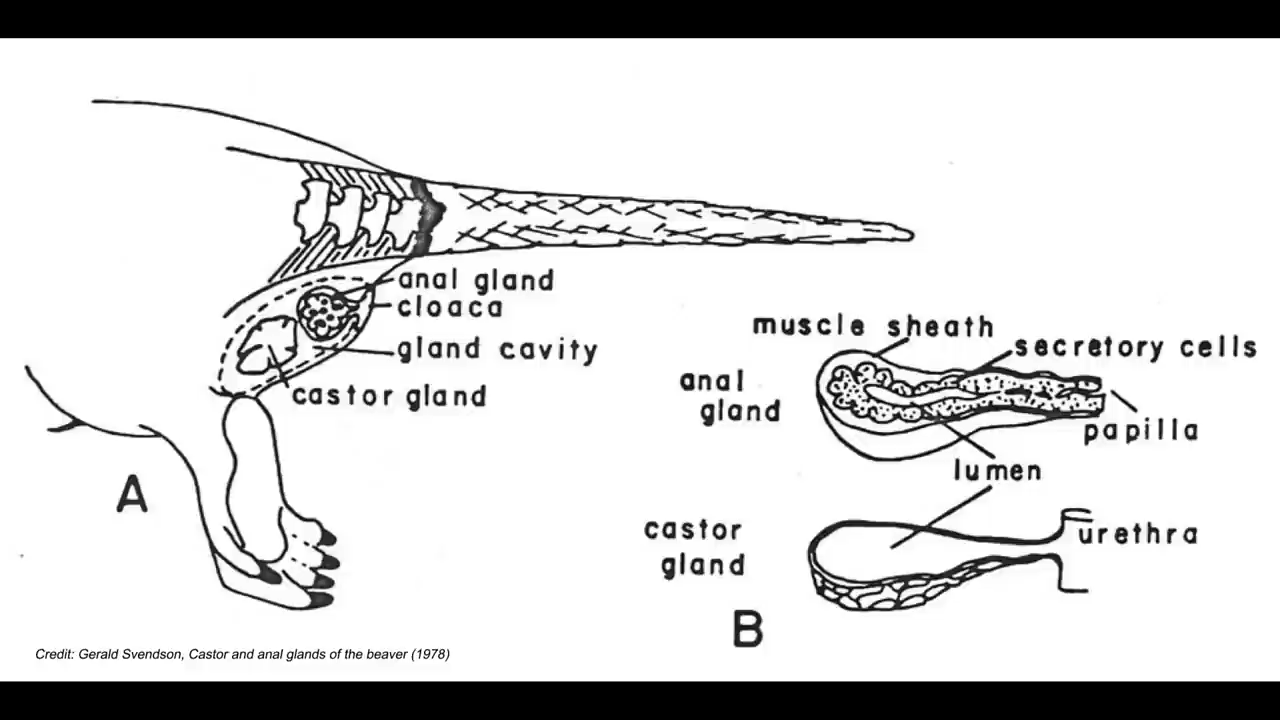 anal gland
cloaca
gland cavity
castor gland
A
muscle sheath
secretory cells
anal
gland
papilla
lumen
castor
gland
urethra
B
Credit: Gerald Svendson, Castor and anal glands of the beaver (1978)